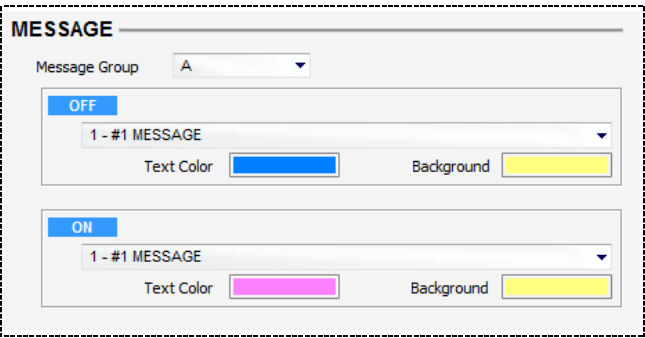 MESSAGE
Message Group A
OFF
1 - #1 MESSAGE
Text Color Background
ON
1 - #1 MESSAGE
Text Color Background